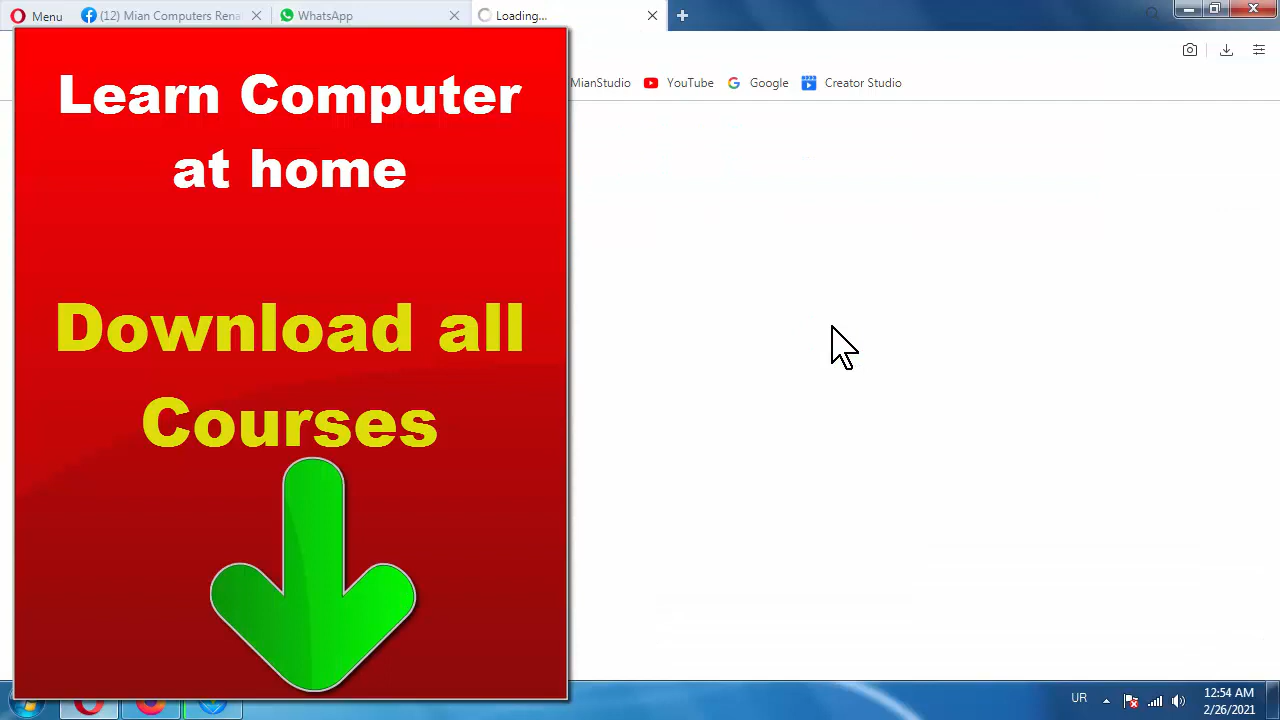 Menu
(12) Mian Computers Rena
WhatsApp
Loading...
MianStudio
YouTube
Google
Creator Studio
Learn Computer
at home
Download all
Courses
UR
12:54 AM
2/26/2021